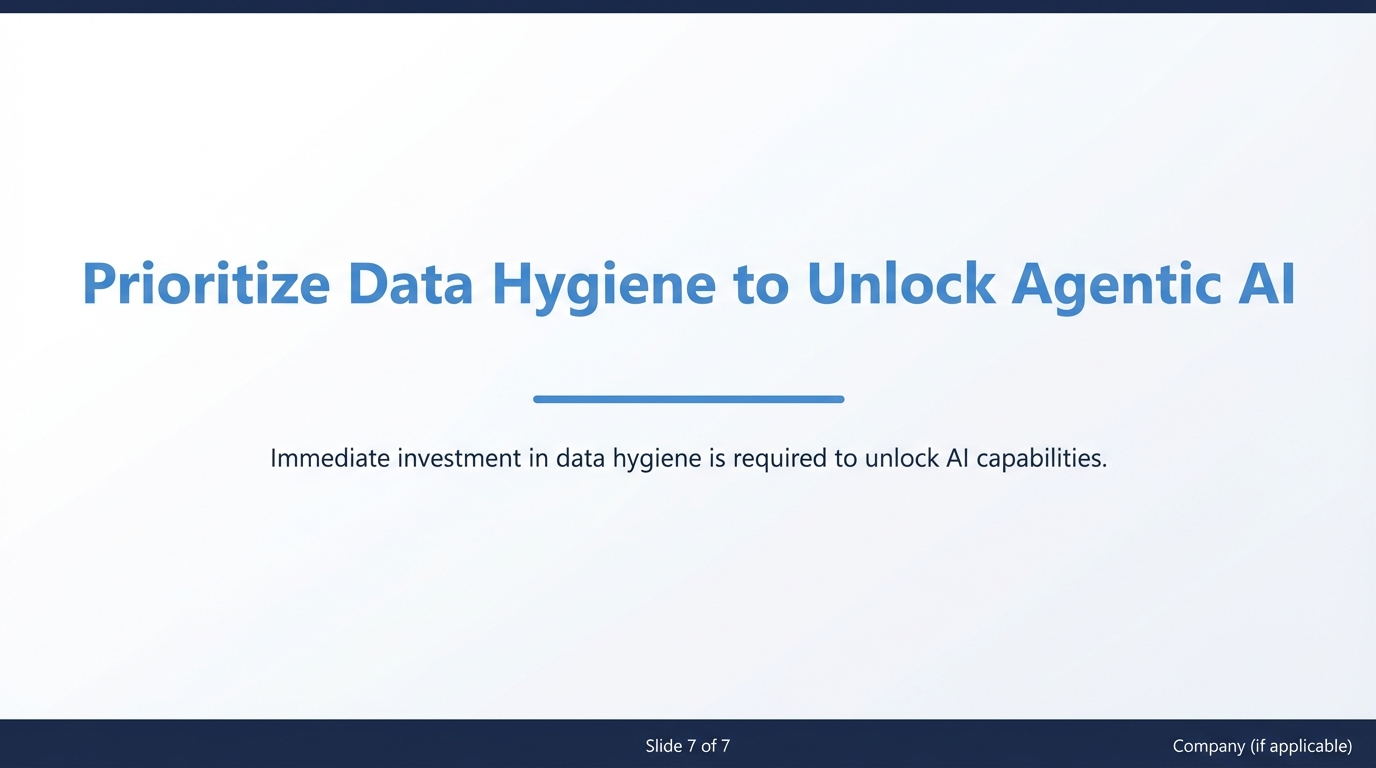 Prioritize Data Hygiene to Unlock Agentic AI
Immediate investment in data hygiene is required to unlock AI capabilities.
Slide 7 of 7
Company (if applicable)